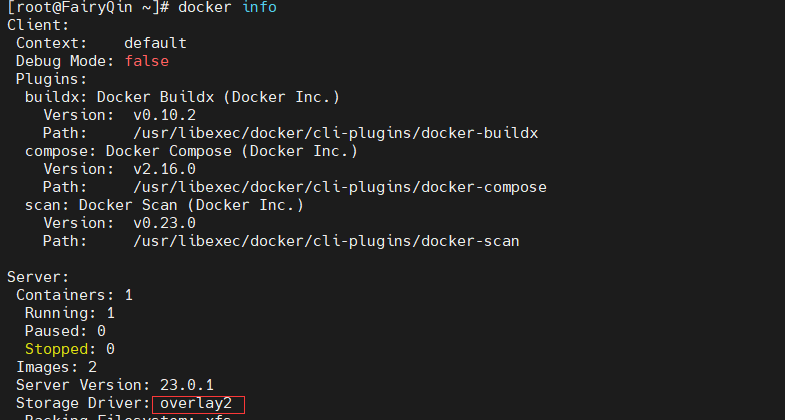 [root@FairyQin ~]# docker info
Client:
 Context:    default
 Debug Mode: false
 Plugins:
  buildx: Docker Buildx (Docker Inc.)
    Version:  v0.10.2
    Path:     /usr/libexec/docker/cli-plugins/docker-buildx
  compose: Docker Compose (Docker Inc.)
    Version:  v2.16.0
    Path:     /usr/libexec/docker/cli-plugins/docker-compose
  scan: Docker Scan (Docker Inc.)
    Version:  v0.23.0
    Path:     /usr/libexec/docker/cli-plugins/docker-scan

Server:
 Containers: 1
  Running: 1
  Paused: 0
  Stopped: 0
 Images: 2
 Server Version: 23.0.1
 Storage Driver: overlay2
  Backing Filesystem: xfs